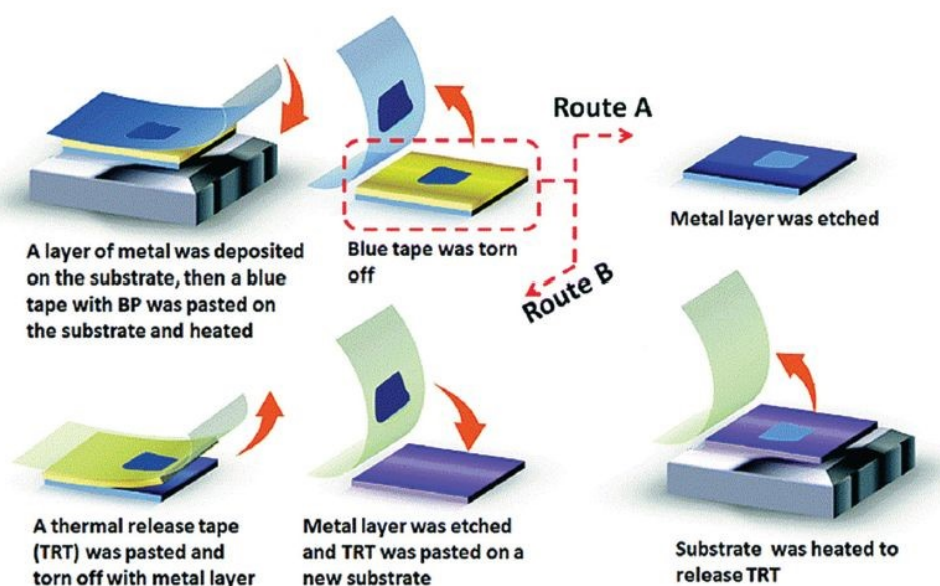 Route A
A layer of metal was deposited
on the substrate, then a blue
tape with BP was pasted on
the substrate and heated
Blue tape was torn
off
Metal layer was etched
Route B
A thermal release tape
(TRT) was pasted and
torn off with metal layer
Metal layer was etched
and TRT was pasted on a
new substrate
Substrate was heated to
release TRT